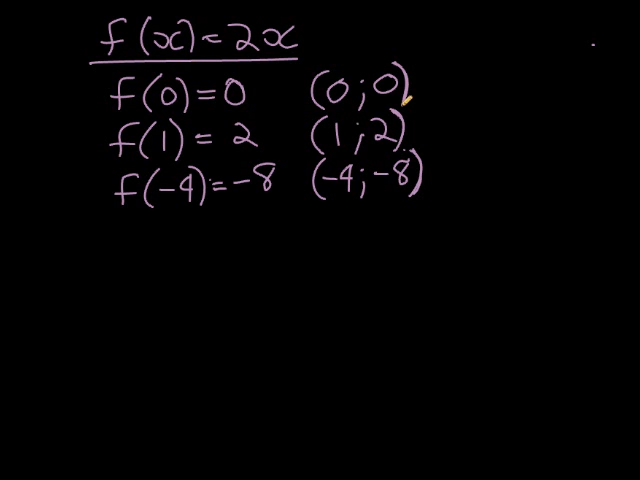 f(x)=2x
f(0)=0 (0;0)
f(1)=2 (1;2)
f(-4)=-8 (-4;-8)